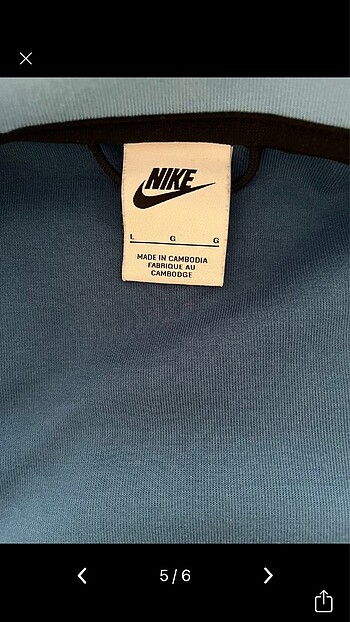 NIKE
L G G
MADE IN CAMBODIA
FABRIQUE AU
CAMBODGE
5/6